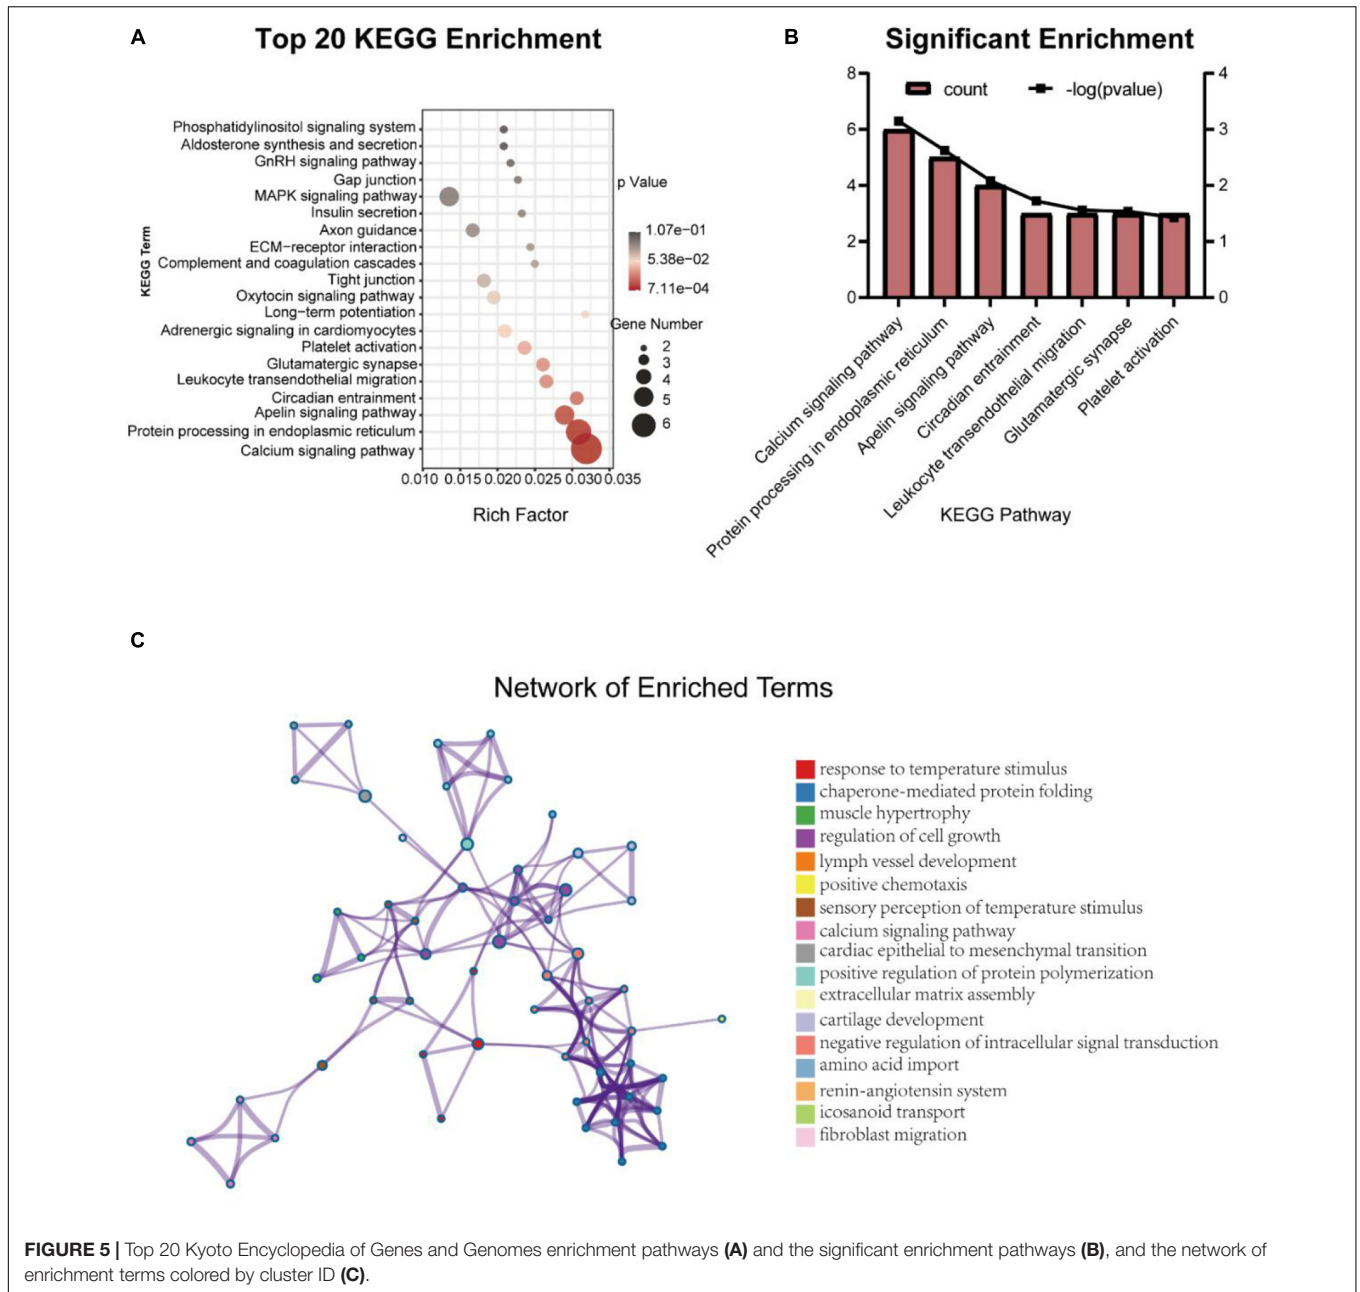 A
Top 20 KEGG Enrichment
KEGG Term
Phosphatidylinositol signaling system
Aldosterone synthesis and secretion
GnRH signaling pathway
Gap junction
MAPK signaling pathway
Insulin secretion
Axon guidance
ECM−receptor interaction
Complement and coagulation cascades
Tight junction
Oxytocin signaling pathway
Long−term potentiation
Adrenergic signaling in cardiomyocytes
Platelet activation
Glutamatergic synapse
Leukocyte transendothelial migration
Circadian entrainment
Apelin signaling pathway
Protein processing in endoplasmic reticulum
Calcium signaling pathway
0.010 0.015 0.020 0.025 0.030 0.035
Rich Factor
p Value
1.07e−01
5.38e−02
7.11e−04
Gene Number
2
3
4
5
6
B
Significant Enrichment
count
-log(pvalue)
8
6
4
2
0
4
3
2
1
0
Calcium signaling pathway
Protein processing in endoplasmic reticulum
Apelin signaling pathway
Circadian entrainment
Leukocyte transendothelial migration
Glutamatergic synapse
Platelet activation
KEGG Pathway
C
Network of Enriched Terms
response to temperature stimulus
chaperone-mediated protein folding
muscle hypertrophy
regulation of cell growth
lymph vessel development
positive chemotaxis
sensory perception of temperature stimulus
calcium signaling pathway
cardiac epithelial to mesenchymal transition
positive regulation of protein polymerization
extracellular matrix assembly
cartilage development
negative regulation of intracellular signal transduction
amino acid import
renin-angiotensin system
icosanoid transport
fibroblast migration
FIGURE 5 | Top 20 Kyoto Encyclopedia of Genes and Genomes enrichment pathways (A) and the significant enrichment pathways (B), and the network of
enrichment terms colored by cluster ID (C).